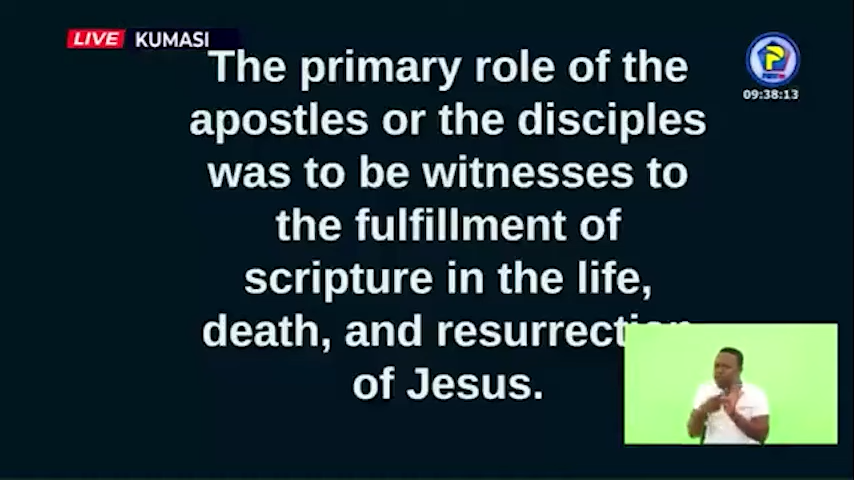 LIVE KUMASI
09:38:13
The primary role of the
apostles or the disciples
was to be witnesses to
the fulfillment of
scripture in the life,
death, and resurrection
of Jesus.